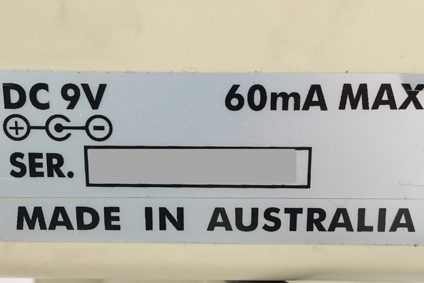 DC 9V 60mA MAX
SER.
MADE IN AUSTRALIA